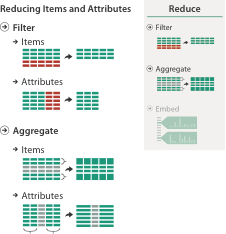 Reducing Items and Attributes
Filter
Items
Attributes
Aggregate
Items
Attributes
Reduce
Filter
Aggregate
Embed